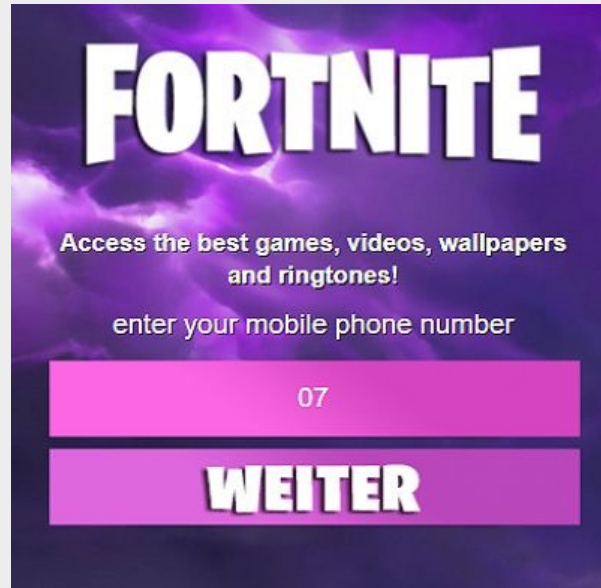 FORTNITE
Access the best games, videos, wallpapers
and ringtones!
enter your mobile phone number
07
WEITER